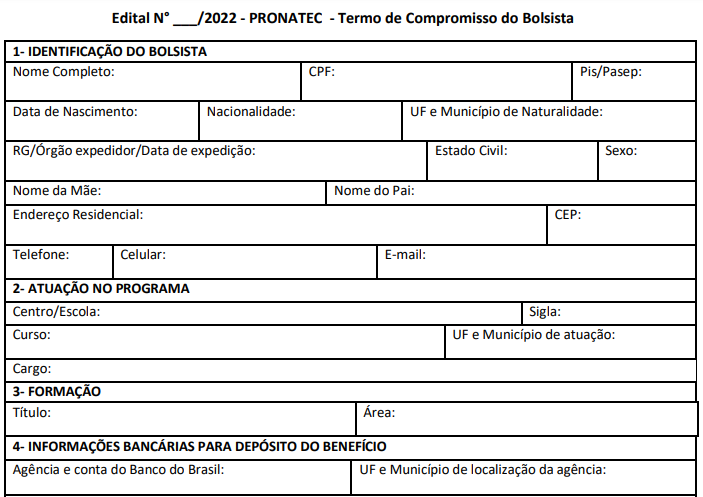 Edital N° ___/2022 - PRONATEC - Termo de Compromisso do Bolsista
1- IDENTIFICAÇÃO DO BOLSISTA
Nome Completo: CPF: Pis/Pasep:
Data de Nascimento: Nacionalidade: UF e Município de Naturalidade:
RG/Órgão expedidor/Data de expedição: Estado Civil: Sexo:
Nome da Mãe: Nome do Pai:
Endereço Residencial: CEP:
Telefone: Celular: E-mail:
2- ATUAÇÃO NO PROGRAMA
Centro/Escola: Sigla:
Curso: UF e Município de atuação:
Cargo:
3- FORMAÇÃO
Título: Área:
4- INFORMAÇÕES BANCÁRIAS PARA DEPÓSITO DO BENEFÍCIO
Agência e conta do Banco do Brasil: UF e Município de localização da agência: